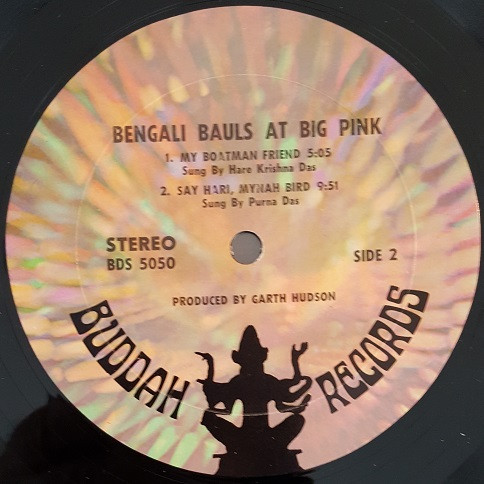 BENGALI BAULS AT BIG PINK
1. MY BOATMAN FRIEND 5:05
Sung By Hare Krishna Das
2. SAY HARI, MYNAH BIRD 9:51
Sung By Purna Das
STEREO
BDS 5050
SIDE 2
PRODUCED BY GARTH HUDSON
BUDDAH RECORDS